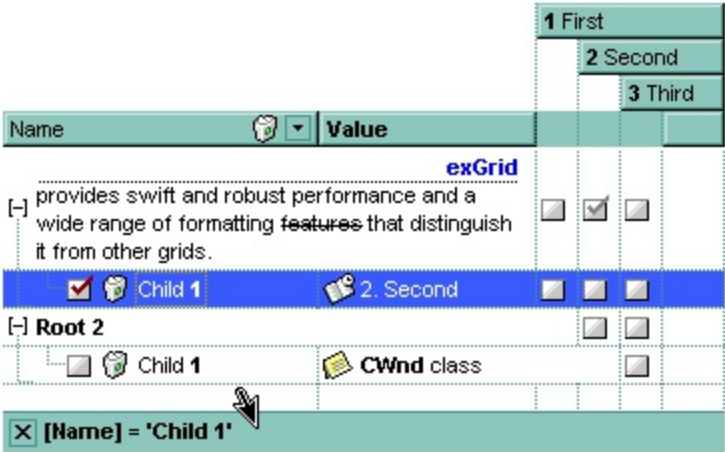 1 First
2 Second
3 Third
Name Value
exGrid
provides swift and robust performance and a
wide range of formatting features that distinguish
it from other grids.
Child 1 2. Second
Root 2
Child 1 CWnd class
[Name] = 'Child 1'